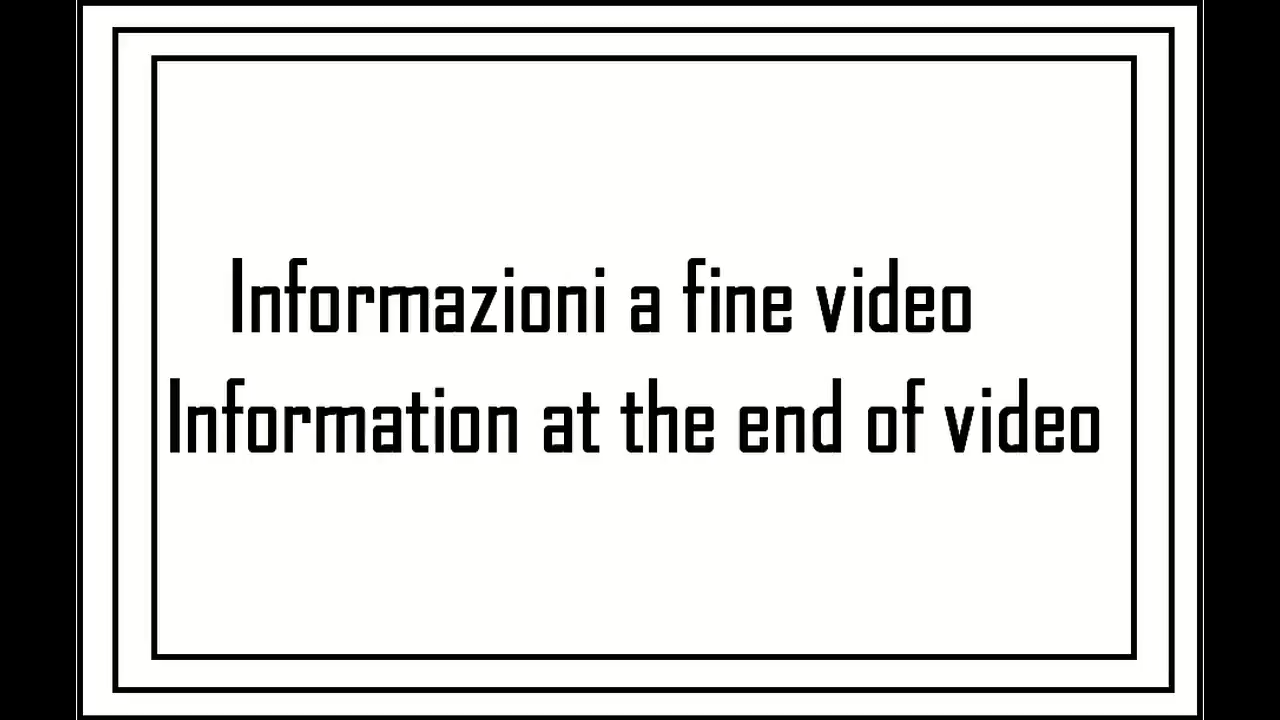 Informazioni a fine video
Information at the end of video